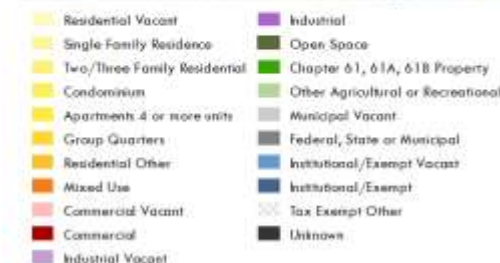 Residential Vacant
Single Family Residence
Two/Three Family Residential
Condominium
Apartments 4 or more units
Group Quarters
Residential Other
Mixed Use
Commercial Vacant
Commercial
Industrial Vacant
Industrial
Open Space
Chapter 61, 61A, 61B Property
Other Agricultural or Recreational
Municipal Vacant
Federal, State or Municipal
Institutional/Exempt Vacant
Institutional/Exempt
Tax Exempt Other
Unknown